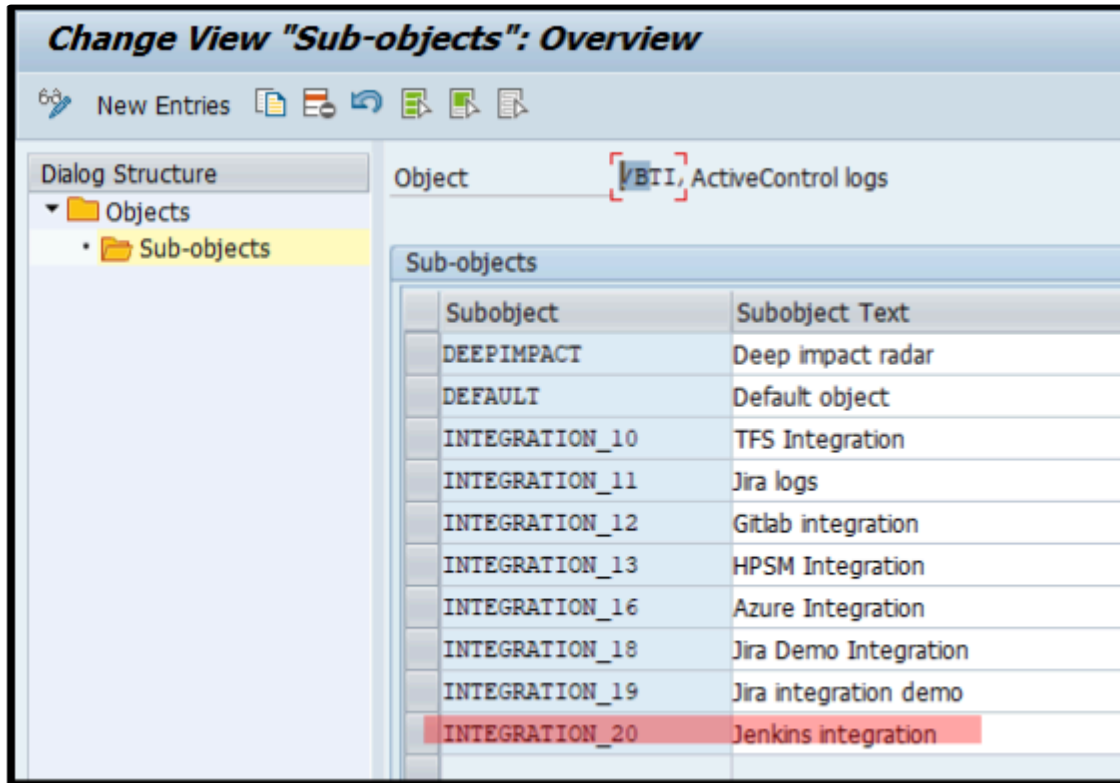 Change View "Sub-objects": Overview
New Entries
Dialog Structure
Objects
Sub-objects
Object /BTI/ ActiveControl logs
Sub-objects
Subobject Subobject Text
DEEPIMPACT Deep impact radar
DEFAULT Default object
INTEGRATION_10 TFS Integration
INTEGRATION_11 Jira logs
INTEGRATION_12 Gitlab integration
INTEGRATION_13 HPSM Integration
INTEGRATION_16 Azure Integration
INTEGRATION_18 Jira Demo Integration
INTEGRATION_19 Jira integration demo
INTEGRATION_20 Jenkins integration